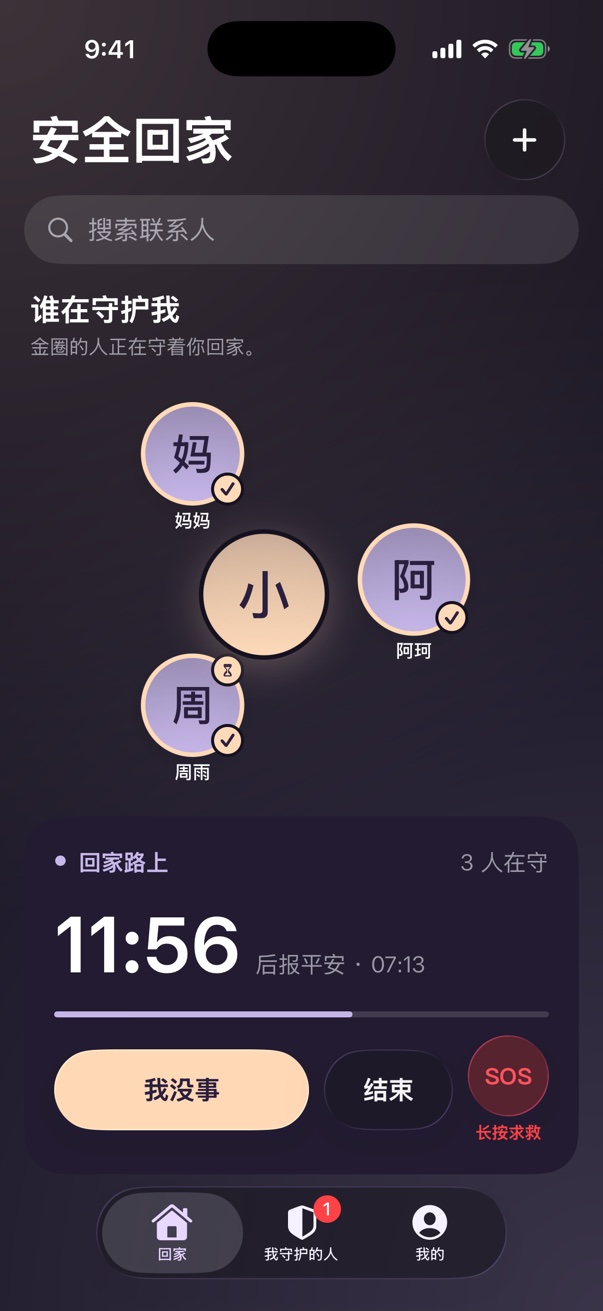 9:41
安全回家
搜索联系人
谁在守护我
金圈的人正在守着你回家。
妈
妈妈
小
阿
阿珂
周
周雨
回家路上
3 人在守
11:56 后报平安 · 07:13
我没事
结束
SOS
长按求救
1
回家
我守护的人
我的